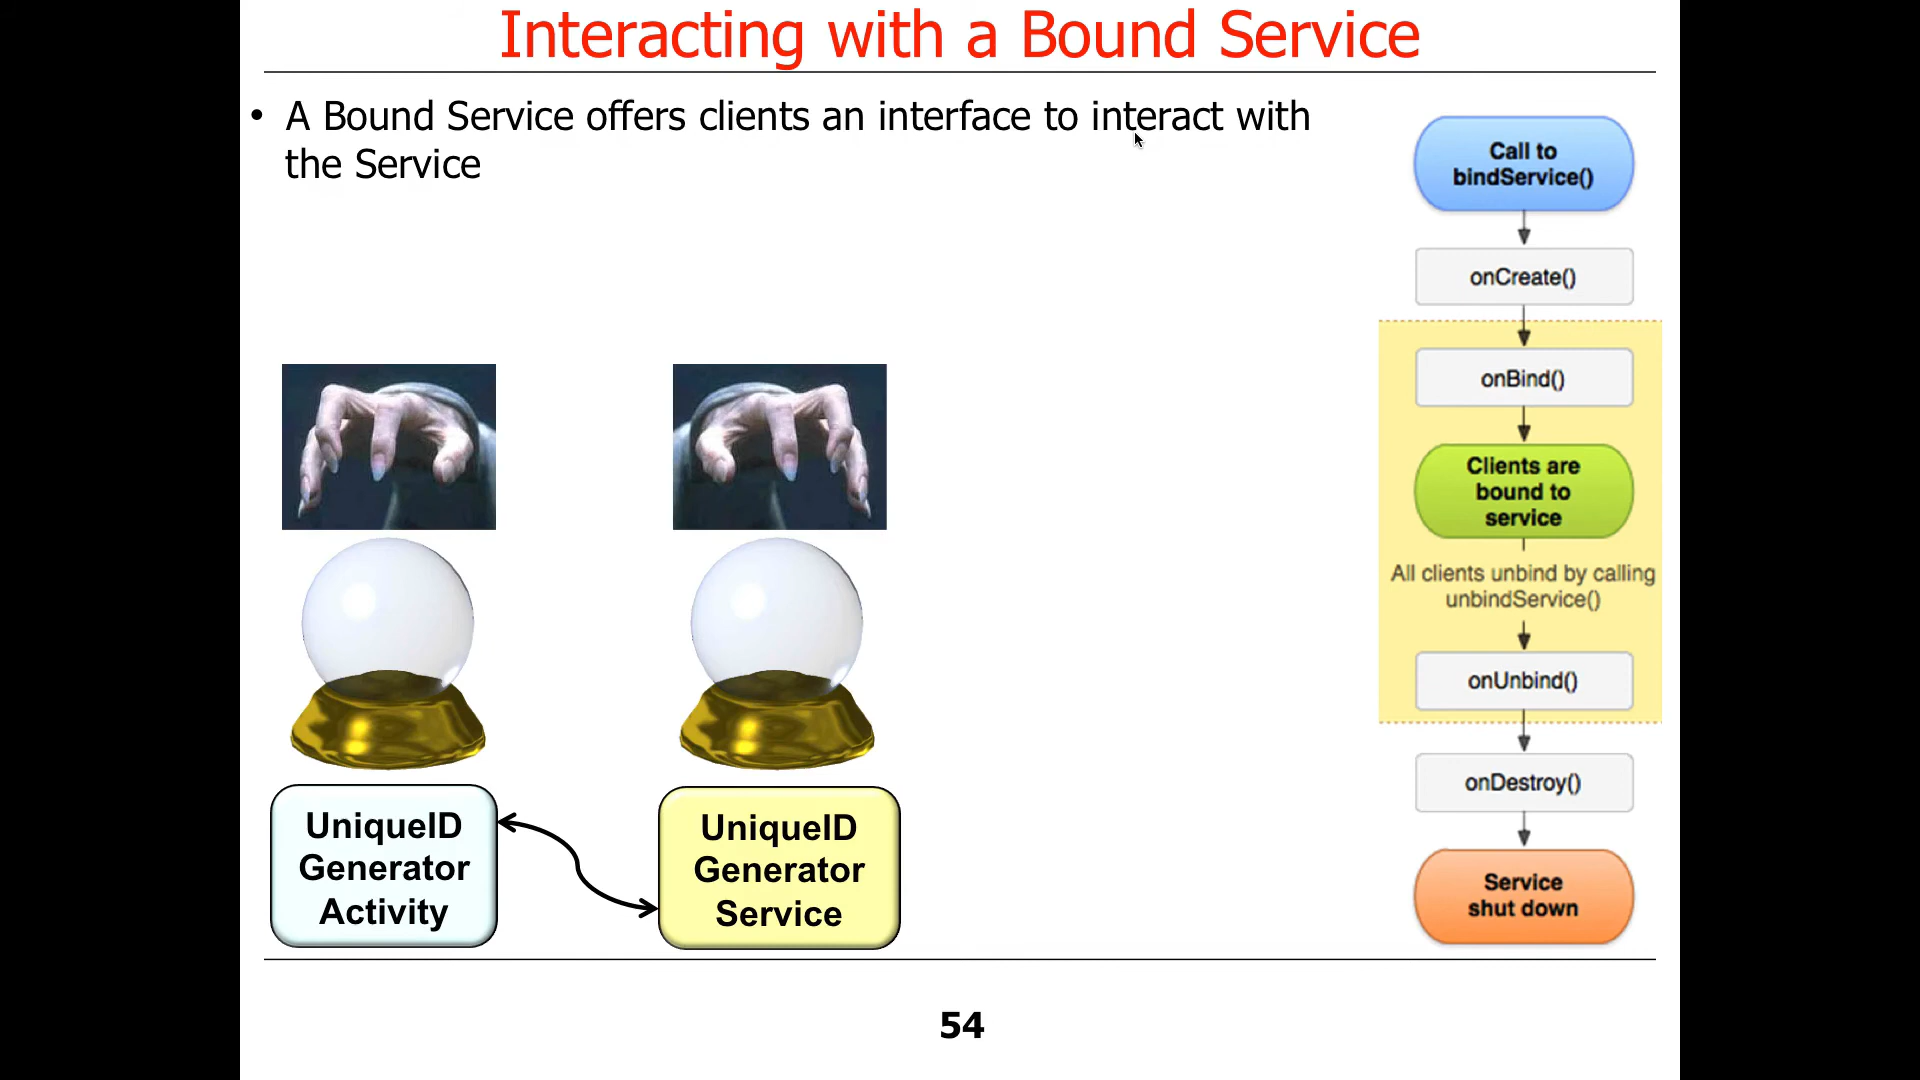 Interacting with a Bound Service
• A Bound Service offers clients an interface to interact with
the Service
Call to
bindService()
onCreate()
onBind()
Clients are
bound to
service
All clients unbind by calling
unbindService()
onUnbind()
onDestroy()
Service
shut down
UniqueID
Generator
Activity
UniqueID
Generator
Service
54